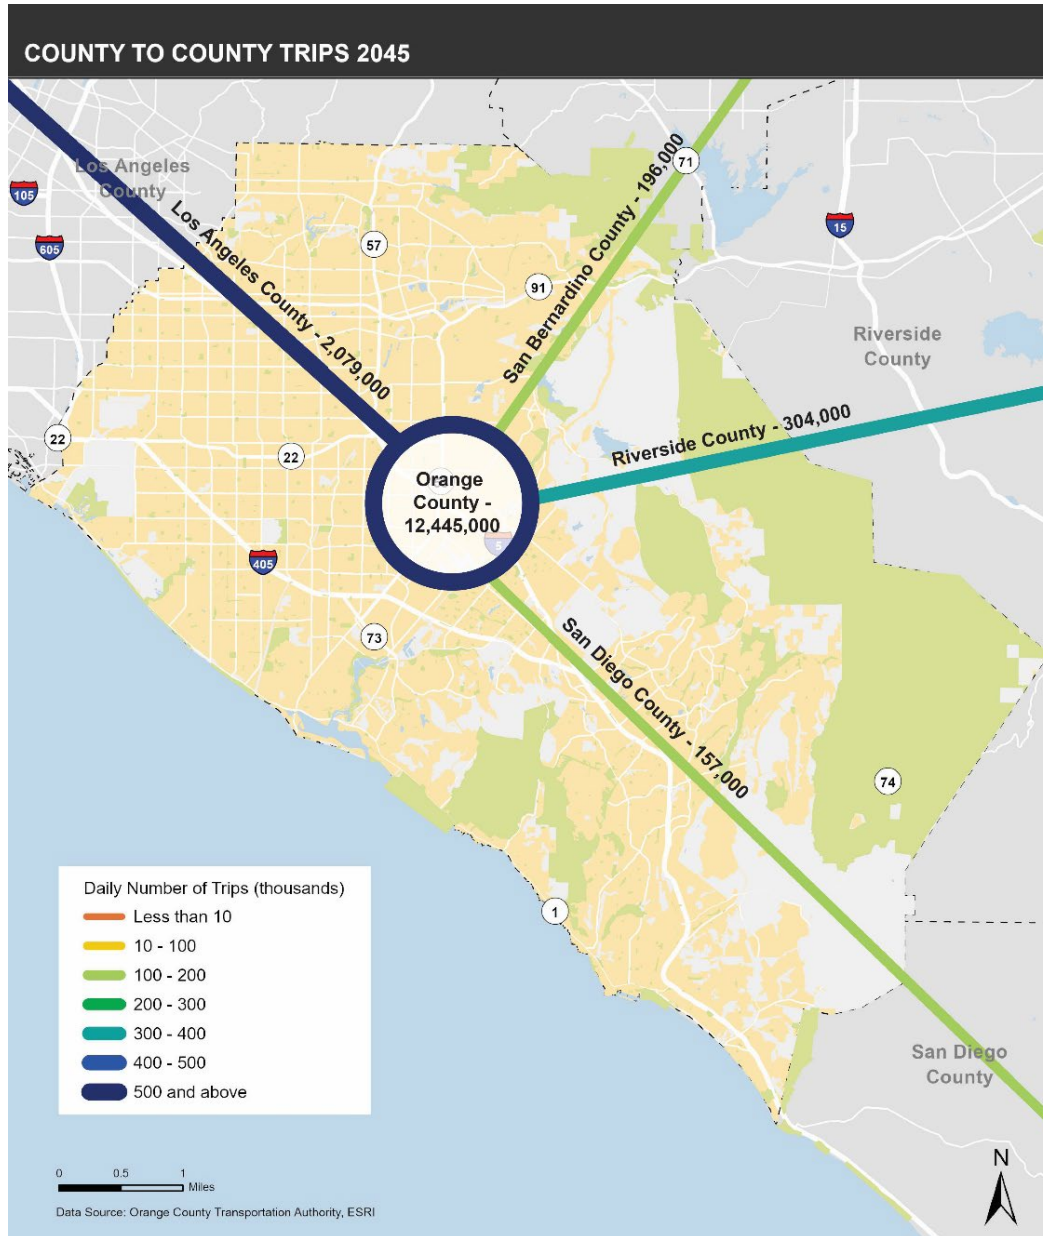 COUNTY TO COUNTY TRIPS 2045
Los Angeles
County
105
605
Los Angeles County - 2,079,000
57
91
San Bernardino County - 196,000
71
15
Riverside
County
22
22
Riverside County - 304,000
Orange
County -
12,445,000
5
405
73
San Diego County - 157,000
74
1
San Diego
County
Daily Number of Trips (thousands)
Less than 10
10 - 100
100 - 200
200 - 300
300 - 400
400 - 500
500 and above
0 0.5 1
Miles
Data Source: Orange County Transportation Authority, ESRI
N